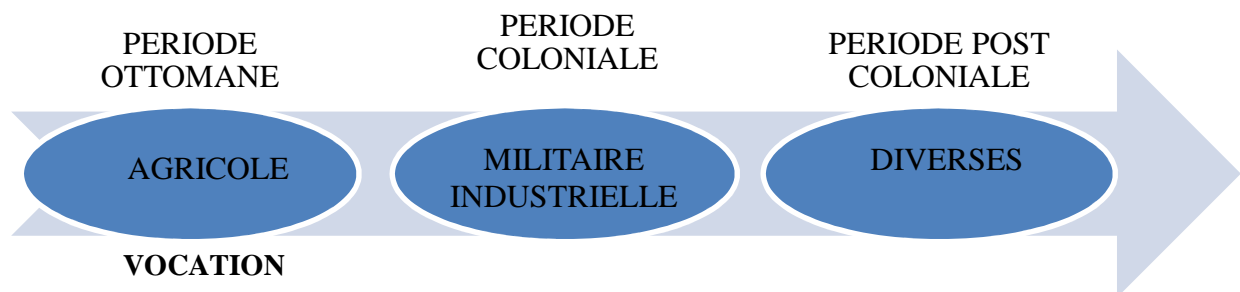 PERIODE
OTTOMANE
PERIODE
COLONIALE
PERIODE POST
COLONIALE
AGRICOLE
MILITAIRE
INDUSTRIELLE
DIVERSES
VOCATION